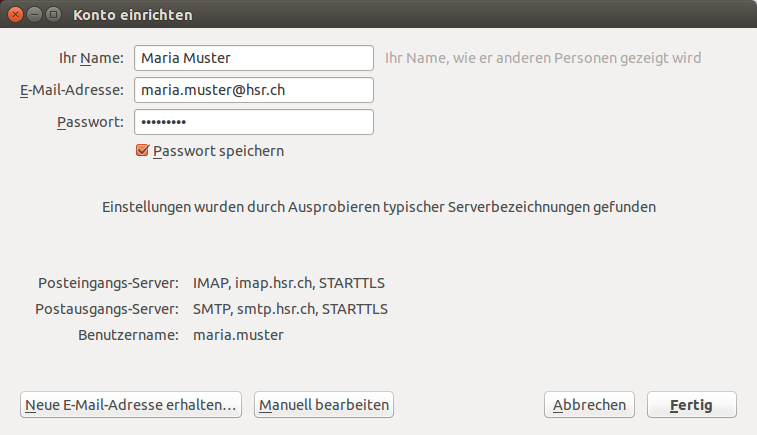 Konto einrichten
Ihr Name: Maria Muster Ihr Name, wie er anderen Personen gezeigt wird
E-Mail-Adresse: maria.muster@hsr.ch
Passwort: •••••••••
Passwort speichern
Einstellungen wurden durch Ausprobieren typischer Serverbezeichnungen gefunden
Posteingangs-Server: IMAP, imap.hsr.ch, STARTTLS
Postausgangs-Server: SMTP, smtp.hsr.ch, STARTTLS
Benutzername: maria.muster
Neue E-Mail-Adresse erhalten... Manuell bearbeiten Abbrechen Fertig